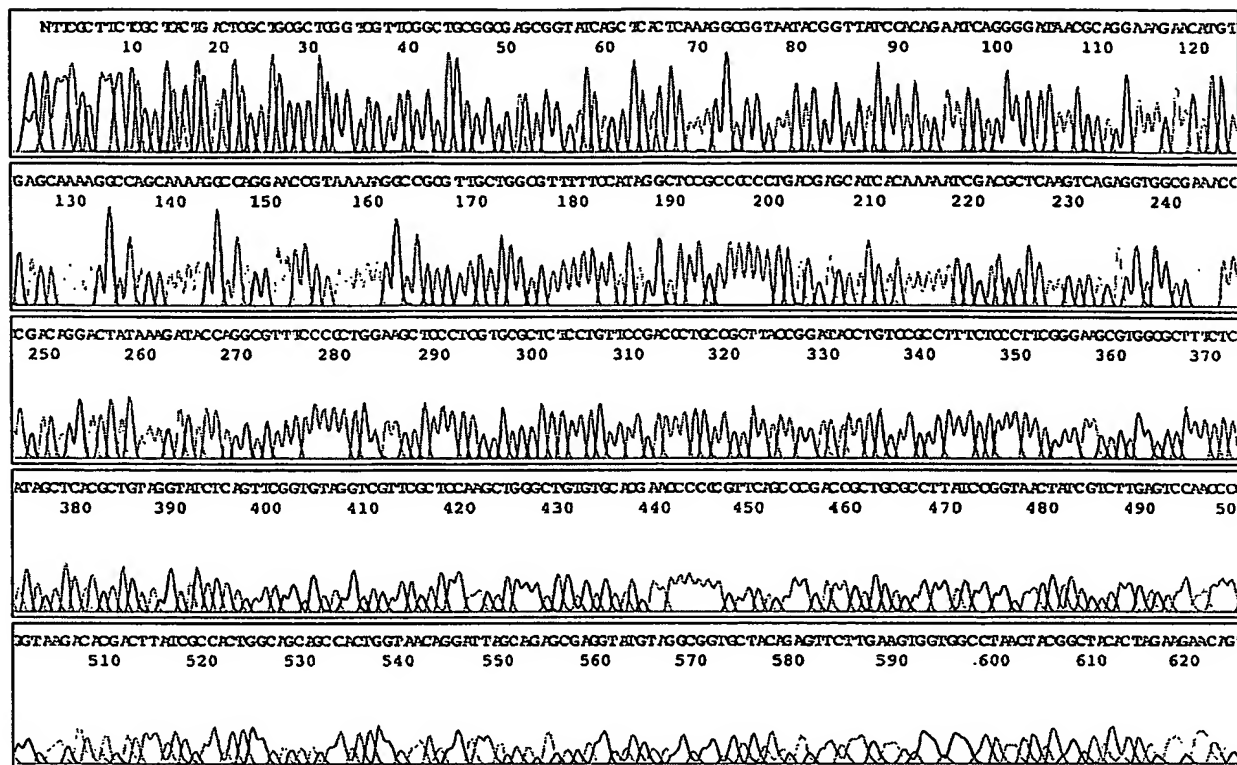 NTTCGCTTCTCGCTCACTGACTCGCTGCGCTCGGTCGTTCGGCTGCGGCGAGCGGTATCAGCTCACTCAAAGGCGGTAATACGGTTATCCACAGAATCAGGGGATAACGCAGGAAAGAACATGT
10 20 30 40 50 60 70 80 90 100 110 120
GAGCAAAAGGCCAGCAAAAGGCCAGGAACCGTAAAAAGGCCGCGTTGCTGGCGTTTTTCCATAGGCTCCGCCCCCCTGACGAGCATCACAAAAATCGACGCTCAAGTCAGAGGTGGCGAAACC
130 140 150 160 170 180 190 200 210 220 230 240
CGACAGGACTATAAAGATACCAGGCGTTTCCCCCTGGAAGCTCCCTCGTGCGCTCTCCTGTTCCGACCCTGCCGCTTACCGGATACCTGTCCGCCTTTCTCCCTTCGGGAAGCGTGGCGCTTTCTC
250 260 270 280 290 300 310 320 330 340 350 360 370
ATAGCTCACGCTGTAGGTATCTCAGTTCGGTGTAGGTCGTTCGCTCCAAGCTGGGCTGTGTGCACGAACCCCCCGTTCAGCCCGACCGCTGCGCCTTATCCGGTAACTATCGTCTTGAGTCCAACCC
380 390 400 410 420 430 440 450 460 470 480 490 50
GGTAAGACACGACTTATCGCCACTGGCAGCAGCCACTGGTAACAGGATTAGCAGAGCGAGGTATGTAGGCGGTGCTACAGAGTTCTTGAAGTGGTGGCCTAACTACGGCTACACTAGAAGAACAG
510 520 530 540 550 560 570 580 590 .600 610 620